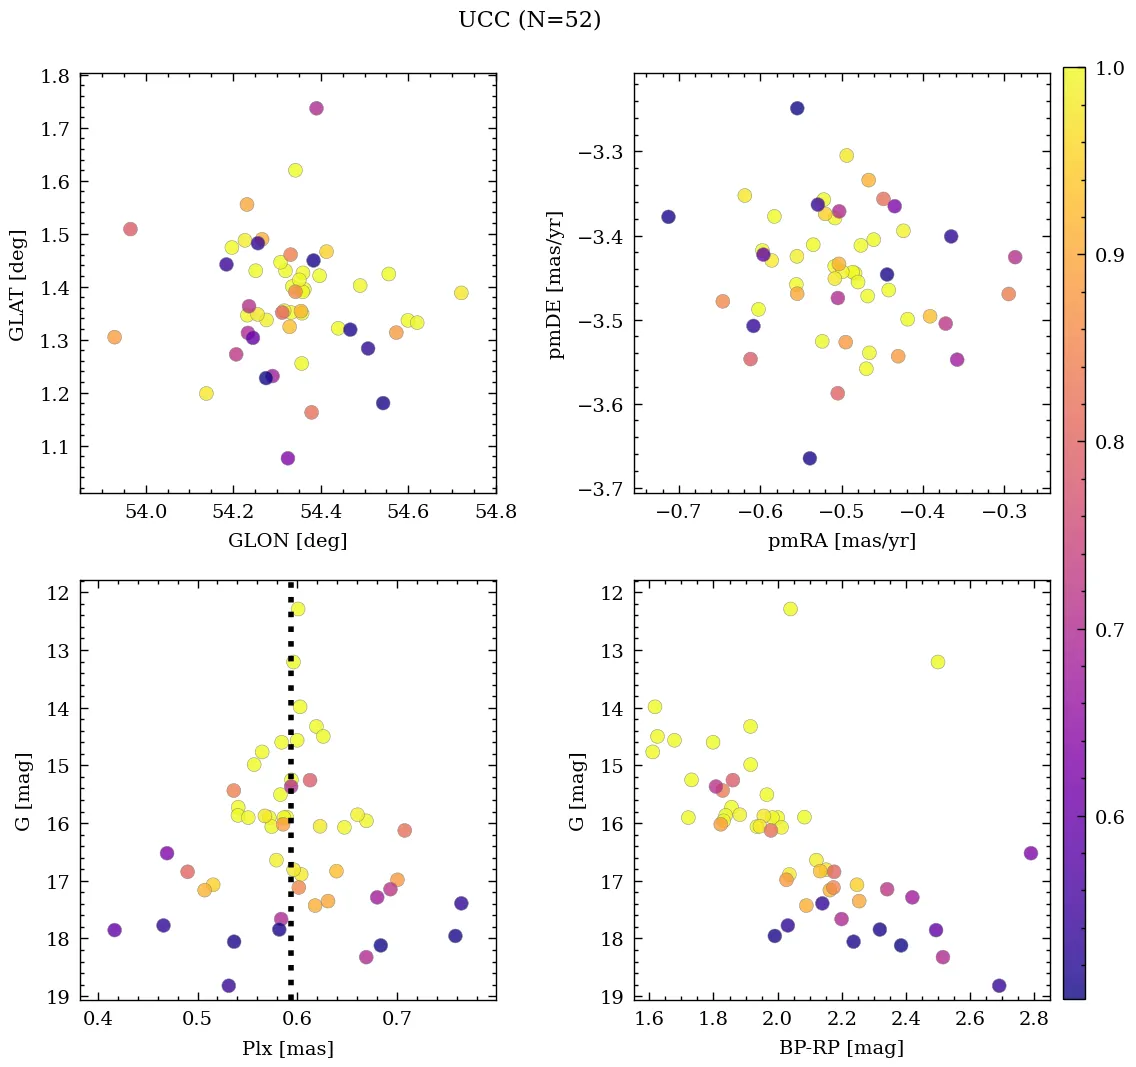 UCC (N=52)
1.8
1.7
1.6
1.5
1.4
1.3
1.2
1.1
GLAT [deg]
54.0 54.2 54.4 54.6 54.8
GLON [deg]
−3.3
−3.4
−3.5
−3.6
−3.7
pmDE [mas/yr]
−0.7 −0.6 −0.5 −0.4 −0.3
pmRA [mas/yr]
1.0
0.9
0.8
0.7
0.6
12
13
14
15
16
17
18
19
G [mag]
0.4 0.5 0.6 0.7
Plx [mas]
12
13
14
15
16
17
18
19
G [mag]
1.6 1.8 2.0 2.2 2.4 2.6 2.8
BP-RP [mag]